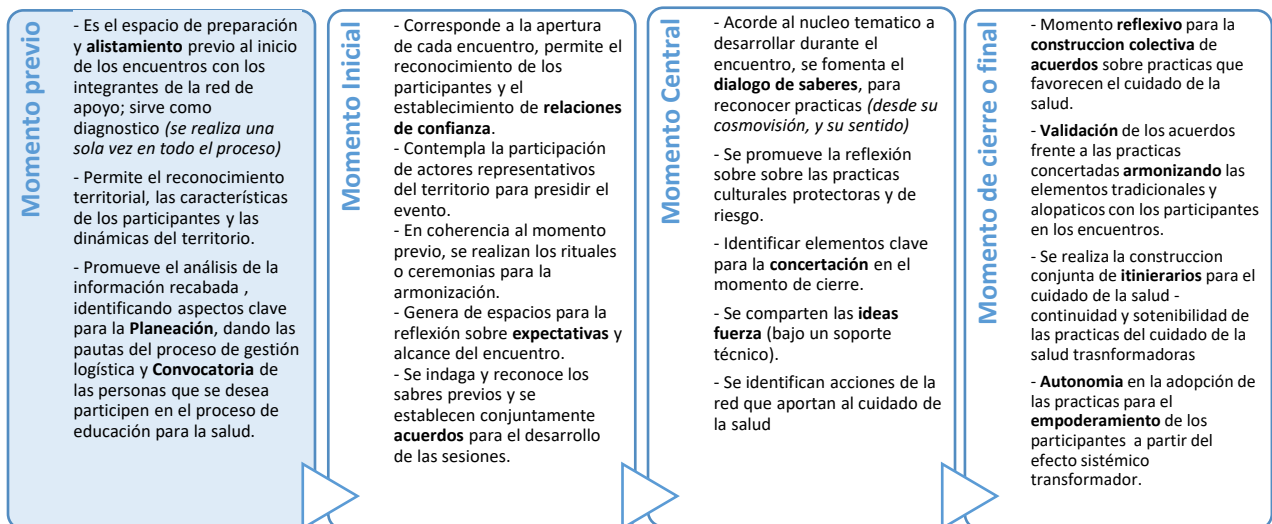 Momento previo
- Es el espacio de preparación
y alistamiento previo al inicio
de los encuentros con los
integrantes de la red de
apoyo; sirve como
diagnostico (se realiza una
sola vez en todo el proceso)
- Permite el reconocimiento
territorial, las características
de los participantes y las
dinámicas del territorio.
- Promueve el análisis de la
información recabada ,
identificando aspectos clave
para la Planeación, dando las
pautas del proceso de gestión
logística y Convocatoria de
las personas que se desea
participen en el proceso de
educación para la salud.
Momento Inicial
- Corresponde a la apertura
de cada encuentro, permite el
reconocimiento de los
participantes y el
establecimiento de relaciones
de confianza.
- Contempla la participación
de actores representativos
del territorio para presidir el
evento.
- En coherencia al momento
previo, se realizan los rituales
o ceremonias para la
armonización.
- Genera de espacios para la
reflexión sobre expectativas y
alcance del encuentro.
- Se indaga y reconoce los
sabres previos y se
establecen conjuntamente
acuerdos para el desarrollo
de las sesiones.
Momento Central
- Acorde al nucleo tematico a
desarrollar durante el
encuentro, se fomenta el
dialogo de saberes, para
reconocer practicas (desde su
cosmovisión, y su sentido)
- Se promueve la reflexión
sobre sobre las practicas
culturales protectoras y de
riesgo.
- Identificar elementos clave
para la concertación en el
momento de cierre.
- Se comparten las ideas
fuerza (bajo un soporte
técnico).
- Se identifican acciones de la
red que aportan al cuidado de
la salud
Momento de cierre o final
- Momento reflexivo para la
construccion colectiva de
acuerdos sobre practicas que
favorecen el cuidado de la
salud.
- Validación de los acuerdos
frente a las practicas
concertadas armonizando las
elementos tradicionales y
alopaticos con los participantes
en los encuentros.
- Se realiza la construccion
conjunta de itinierarios para el
cuidado de la salud -
continuidad y sotenibilidad de
las practicas del cuidado de la
salud trasnformadoras
- Autonomia en la adopción de
las practicas para el
empoderamiento de los
participantes a partir del
efecto sistémico
transformador.